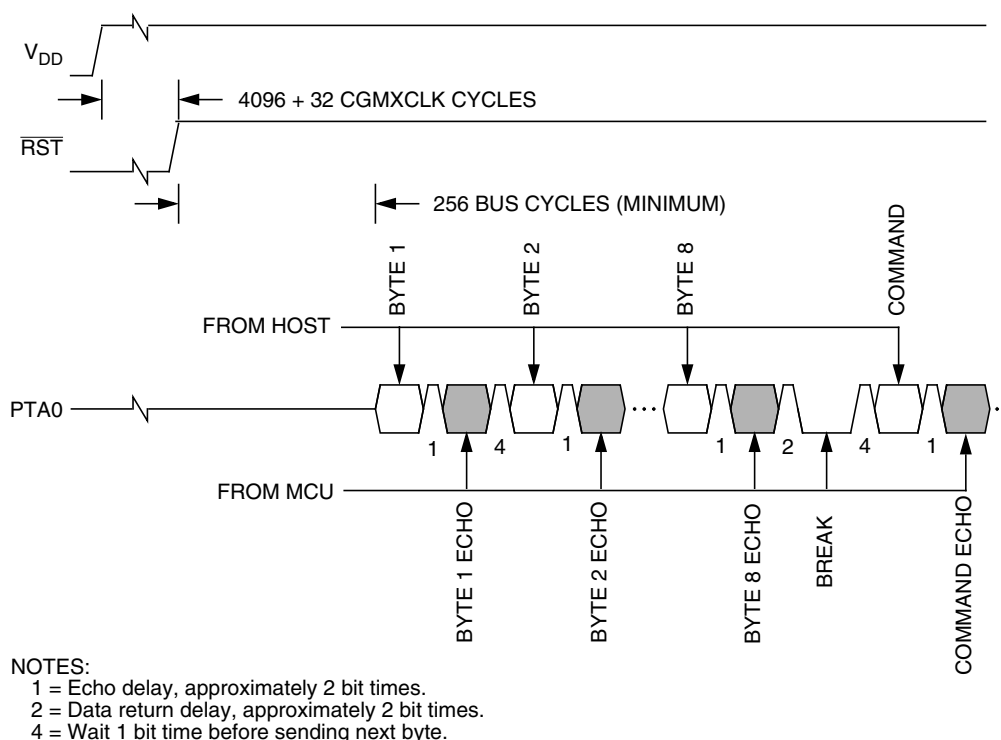 VDD
4096 + 32 CGMXCLK CYCLES
RST
256 BUS CYCLES (MINIMUM)
BYTE 1
BYTE 2
BYTE 8
COMMAND
FROM HOST
PTA0
1
4
1
1
2
4
1
FROM MCU
BYTE 1 ECHO
BYTE 2 ECHO
BYTE 8 ECHO
BREAK
COMMAND ECHO
NOTES:
1 = Echo delay, approximately 2 bit times.
2 = Data return delay, approximately 2 bit times.
4 = Wait 1 bit time before sending next byte.